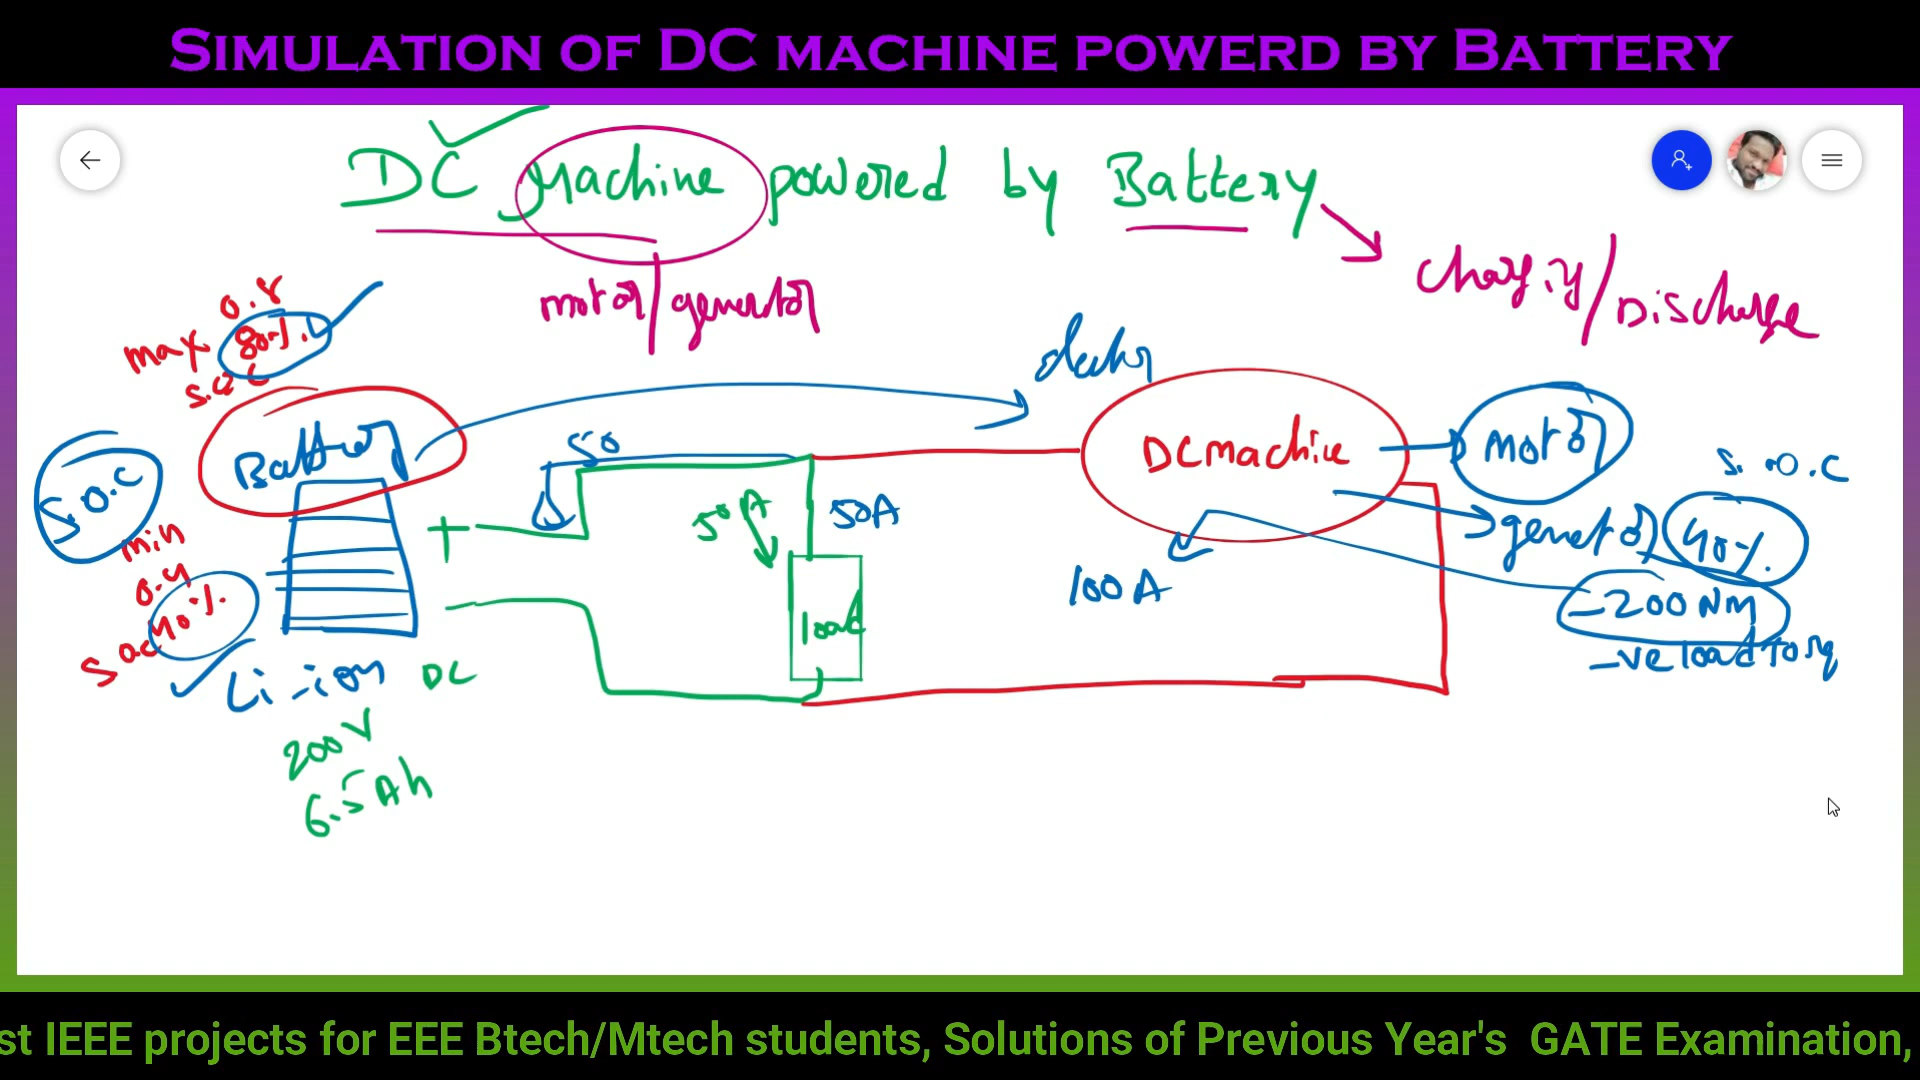 SIMULATION OF DC MACHINE POWERD BY BATTERY
DC Machine powered by Battery
motor/generator
charging/Discharge
0.8
max 80%.
S.O.C
Battery
S.O.C
min
0.4
40%.
S.O.C
Li-ion
DC
200V
6.5Ah
+
50
50A
50A
load
DC machine
100A
motor
S.O.C
generator 40%.
-200 Nm
-ve load Torq
st IEEE projects for EEE Btech/Mtech students, Solutions of Previous Year's GATE Examination,